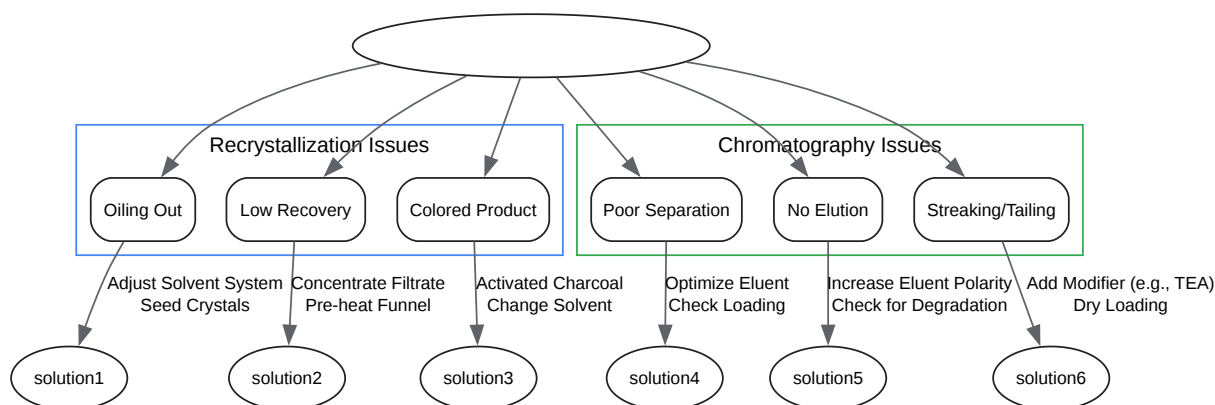 Recrystallization Issues
Chromatography Issues
Oiling Out
Low Recovery
Colored Product
Poor Separation
No Elution
Streaking/Tailing
Adjust Solvent System
Seed Crystals
Concentrate Filtrate
Pre-heat Funnel
Activated Charcoal
Change Solvent
Optimize Eluent
Check Loading
Increase Eluent Polarity
Check for Degradation
Add Modifier (e.g., TEA)
Dry Loading
solution1
solution2
solution3
solution4
solution5
solution6